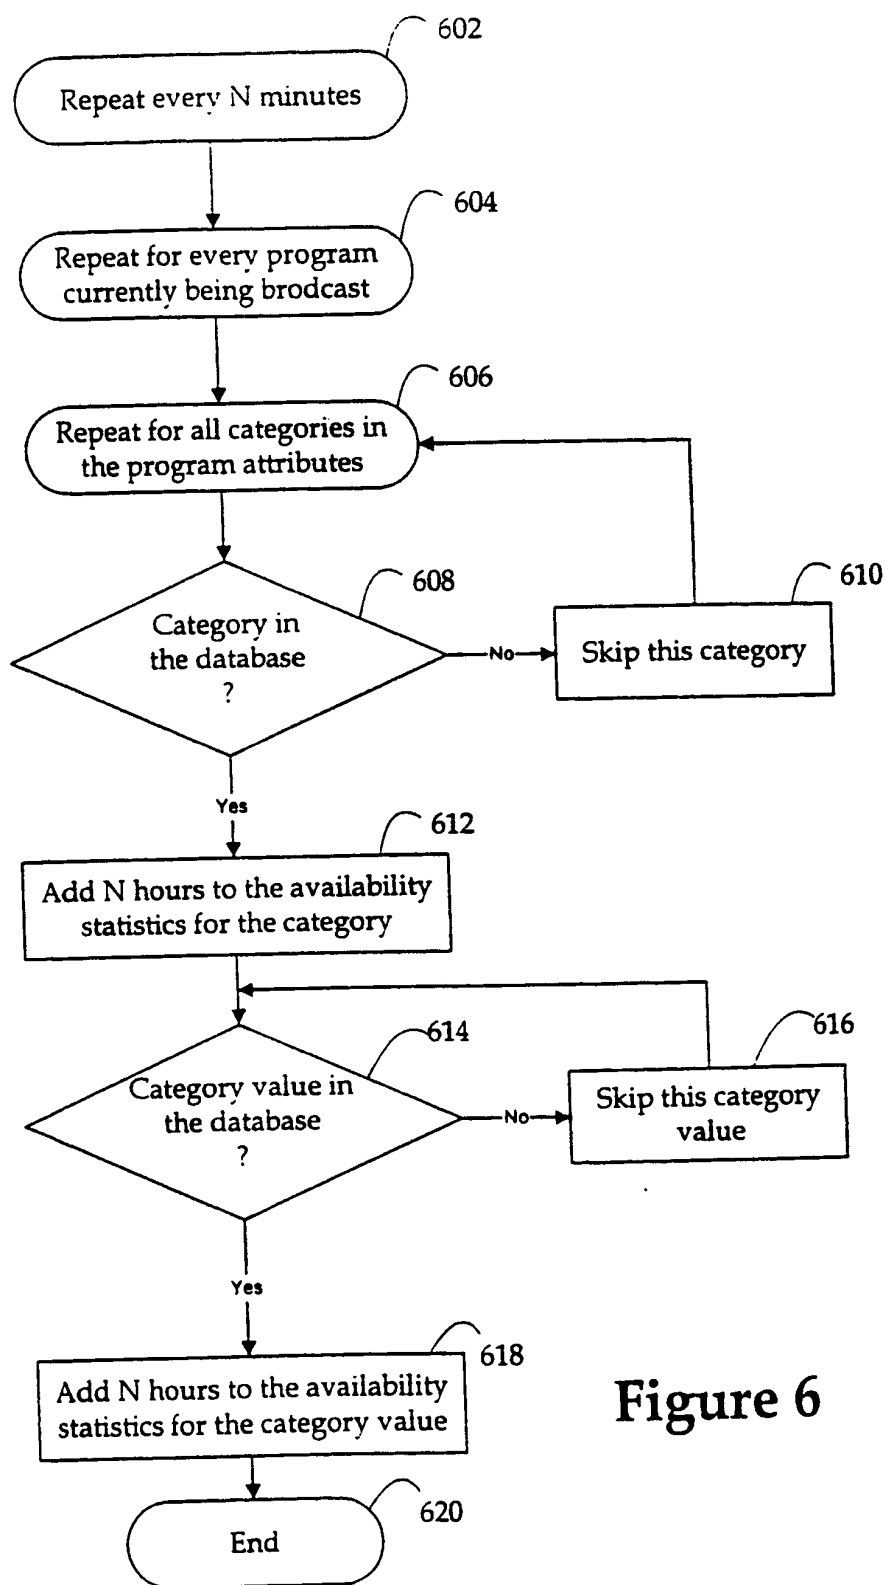 602
Repeat every N minutes
604
Repeat for every program
currently being brodcast
606
Repeat for all categories in
the program attributes
608
Category in
the database
?
No
610
Skip this category
Yes
612
Add N hours to the availability
statistics for the category
614
Category value in
the database
?
No
616
Skip this category
value
Yes
618
Add N hours to the availability
statistics for the category value
Figure 6
620
End